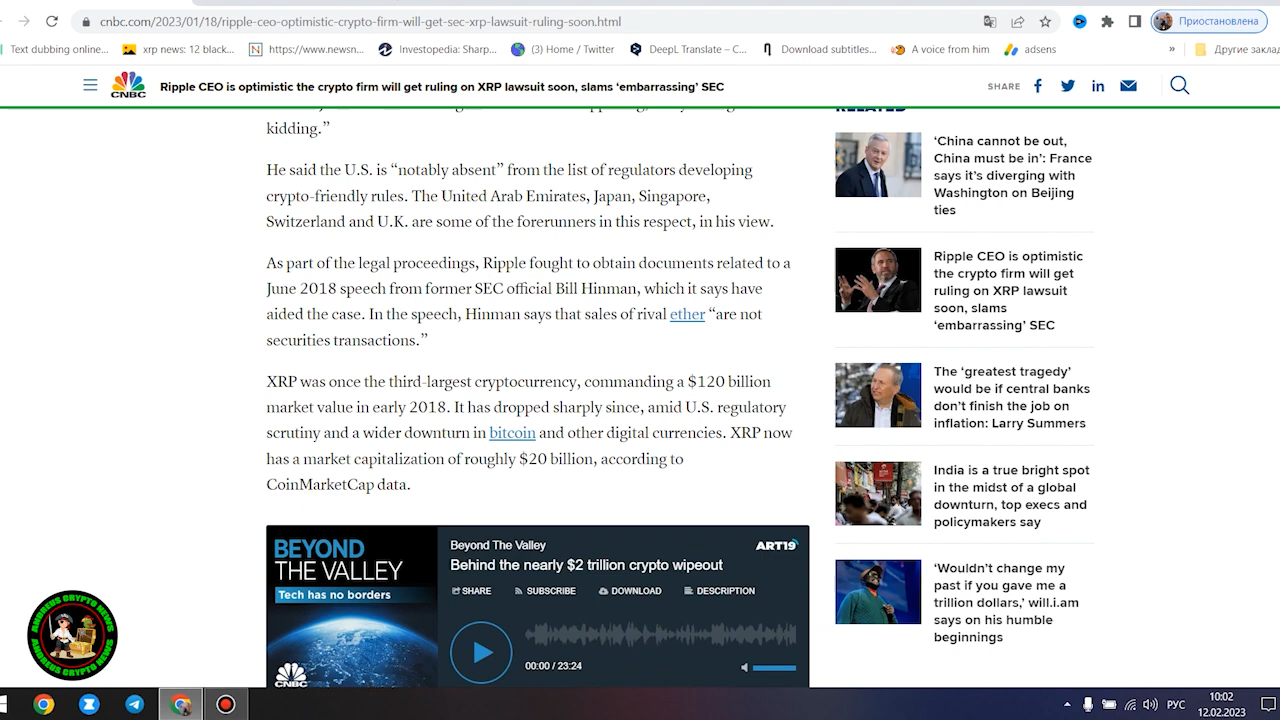 cnbc.com/2023/01/18/ripple-ceo-optimistic-crypto-firm-will-get-sec-xrp-lawsuit-ruling-soon.html
Приостановлена
Text dubbing online...
xrp news: 12 black...
https://www.newsn...
Investopedia: Sharp...
(3) Home / Twitter
DeepL Translate – C...
Download subtitles...
A voice from him
adsens
»
Другие закла
CNBC
Ripple CEO is optimistic the crypto firm will get ruling on XRP lawsuit soon, slams ‘embarrassing’ SEC
SHARE
kidding.”
He said the U.S. is “notably absent” from the list of regulators developing
crypto-friendly rules. The United Arab Emirates, Japan, Singapore,
Switzerland and U.K. are some of the forerunners in this respect, in his view.
As part of the legal proceedings, Ripple fought to obtain documents related to a
June 2018 speech from former SEC official Bill Hinman, which it says have
aided the case. In the speech, Hinman says that sales of rival ether “are not
securities transactions.”
XRP was once the third-largest cryptocurrency, commanding a $120 billion
market value in early 2018. It has dropped sharply since, amid U.S. regulatory
scrutiny and a wider downturn in bitcoin and other digital currencies. XRP now
has a market capitalization of roughly $20 billion, according to
CoinMarketCap data.
BEYOND
THE VALLEY
Tech has no borders
CNBC
Beyond The Valley
ART19
Behind the nearly $2 trillion crypto wipeout
SHARE
SUBSCRIBE
DOWNLOAD
DESCRIPTION
00:00 / 23:24
RELATED
‘China cannot be out,
China must be in’: France
says it’s diverging with
Washington on Beijing
ties
Ripple CEO is optimistic
the crypto firm will get
ruling on XRP lawsuit
soon, slams
‘embarrassing’ SEC
The ‘greatest tragedy’
would be if central banks
don’t finish the job on
inflation: Larry Summers
India is a true bright spot
in the midst of a global
downturn, top execs and
policymakers say
‘Wouldn’t change my
past if you gave me a
trillion dollars,’ will.i.am
says on his humble
beginnings
ANDREUS CRYPTO NEWS
ANDREUS CRYPTO NEWS
РУС
10:02
12.02.2023